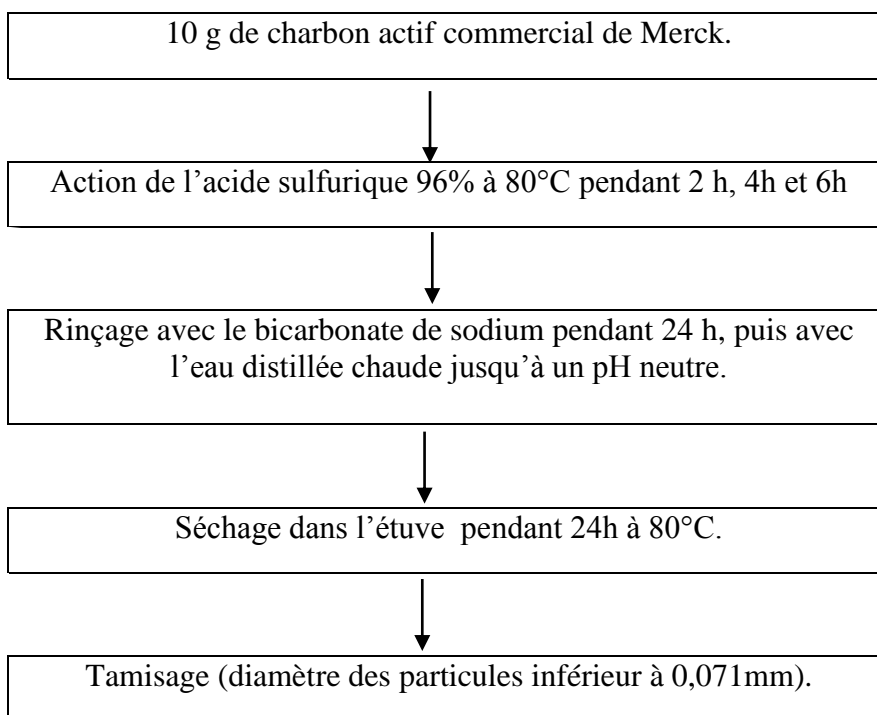 10 g de charbon actif commercial de Merck.
Action de l’acide sulfurique 96% à 80°C pendant 2 h, 4h et 6h
Rinçage avec le bicarbonate de sodium pendant 24 h, puis avec
l’eau distillée chaude jusqu’à un pH neutre.
Séchage dans l’étuve pendant 24h à 80°C.
Tamisage (diamètre des particules inférieur à 0,071mm).